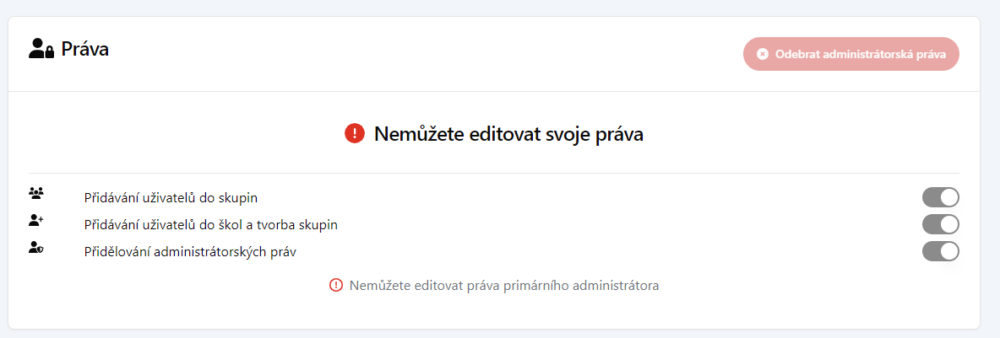 Práva
Odebrat administrátorská práva
Nemůžete editovat svoje práva
Přidávání uživatelů do skupin
Přidávání uživatelů do škol a tvorba skupin
Přidělování administrátorských práv
Nemůžete editovat práva primárního administrátora